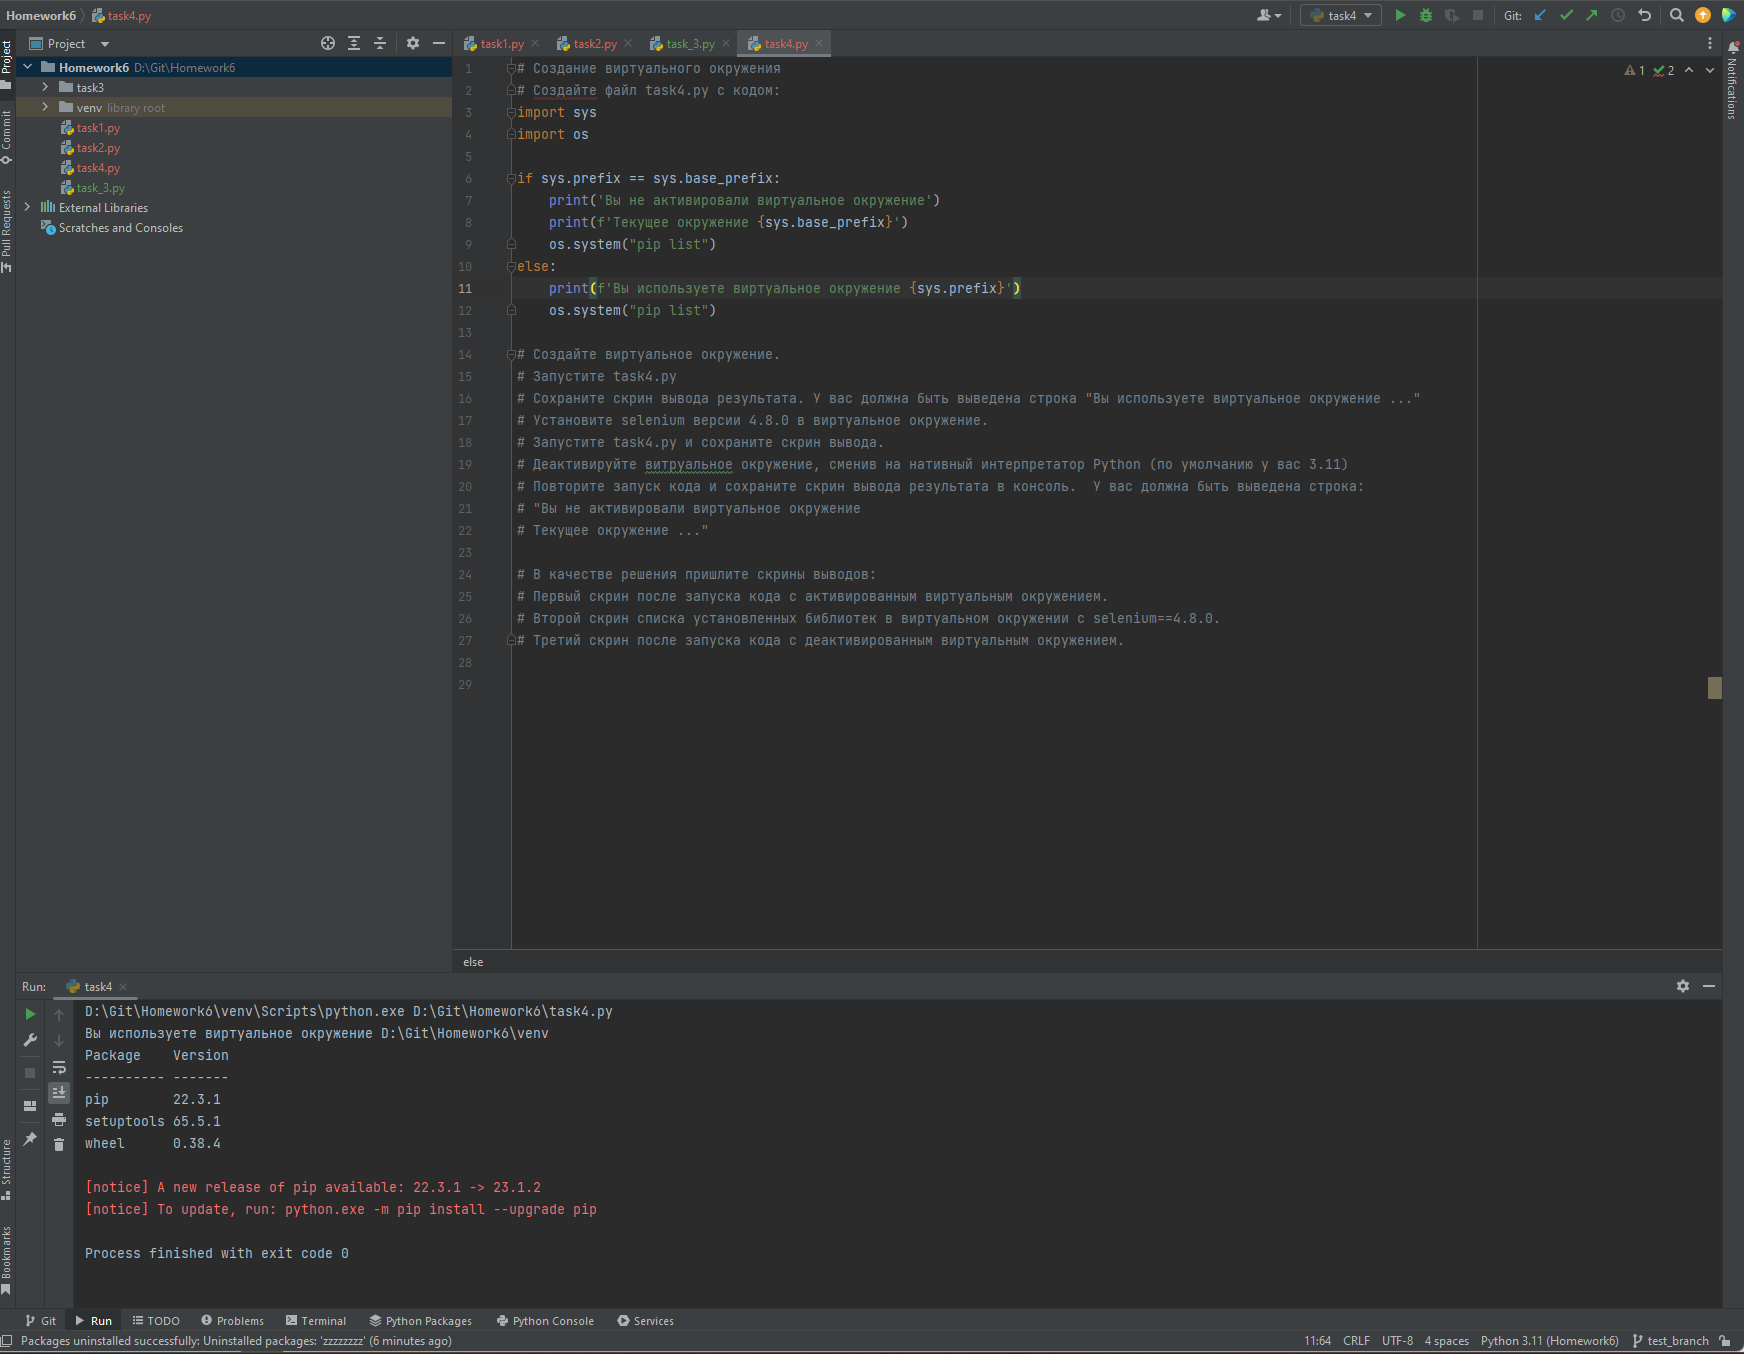 Homework6 task4.py
task4
Git:
Project
task1.py
task2.py
task_3.py
task4.py
Homework6 D:\Git\Homework6
task3
venv library root
task1.py
task2.py
task4.py
task_3.py
External Libraries
Scratches and Consoles
Project
Commit
Pull Requests
Structure
Bookmarks
Notifications
1 2
1 # Создание виртуального окружения
2 # Создайте файл task4.py с кодом:
3 import sys
4 import os
5
6 if sys.prefix == sys.base_prefix:
7 print('Вы не активировали виртуальное окружение')
8 print(f'Текущее окружение {sys.base_prefix}')
9 os.system("pip list")
10 else:
11 print(f'Вы используете виртуальное окружение {sys.prefix}')
12 os.system("pip list")
13
14 # Создайте виртуальное окружение.
15 # Запустите task4.py
16 # Сохраните скрин вывода результата. У вас должна быть выведена строка "Вы используете виртуальное окружение ..."
17 # Установите selenium версии 4.8.0 в виртуальное окружение.
18 # Запустите task4.py и сохраните скрин вывода.
19 # Деактивируйте витруальное окружение, сменив на нативный интерпретатор Python (по умолчанию у вас 3.11)
20 # Повторите запуск кода и сохраните скрин вывода результата в консоль.  У вас должна быть выведена строка:
21 # "Вы не активировали виртуальное окружение
22 # Текущее окружение ..."
23
24 # В качестве решения пришлите скрины выводов:
25 # Первый скрин после запуска кода с активированным виртуальным окружением.
26 # Второй скрин списка установленных библиотек в виртуальном окружении с selenium==4.8.0.
27 # Третий скрин после запуска кода с деактивированным виртуальным окружением.
28
29
else
Run: task4
D:\Git\Homework6\venv\Scripts\python.exe D:\Git\Homework6\task4.py
Вы используете виртуальное окружение D:\Git\Homework6\venv
Package    Version
---------- -------
pip        22.3.1
setuptools 65.5.1
wheel      0.38.4
[notice] A new release of pip available: 22.3.1 -> 23.1.2
[notice] To update, run: python.exe -m pip install --upgrade pip
Process finished with exit code 0
Git Run TODO Problems Terminal Python Packages Python Console Services
Packages uninstalled successfully: Uninstalled packages: 'zzzzzzzz' (6 minutes ago)
11:64 CRLF UTF-8 4 spaces Python 3.11 (Homework6) test_branch